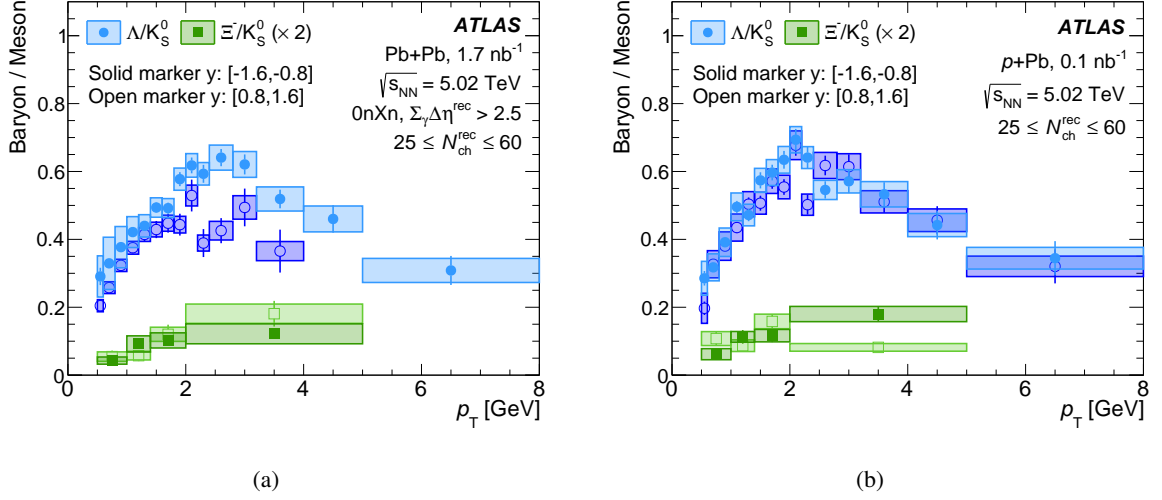 Baryon / Meson
1
0.8
0.6
0.4
0.2
0
0 2 4 6 8
p_T [GeV]
ATLAS
Λ/K_S^0 Ξ^-/K_S^0 (× 2)
Pb+Pb, 1.7 nb^-1
Solid marker y: [-1.6,-0.8]
√s_NN = 5.02 TeV
Open marker y: [0.8,1.6]
0nXn, Σ_γΔη^rec > 2.5
25 ≤ N_ch^rec ≤ 60
(a)
Baryon / Meson
1
0.8
0.6
0.4
0.2
0
0 2 4 6 8
p_T [GeV]
ATLAS
Λ/K_S^0 Ξ^-/K_S^0 (× 2)
p+Pb, 0.1 nb^-1
Solid marker y: [-1.6,-0.8]
√s_NN = 5.02 TeV
Open marker y: [0.8,1.6]
25 ≤ N_ch^rec ≤ 60
(b)